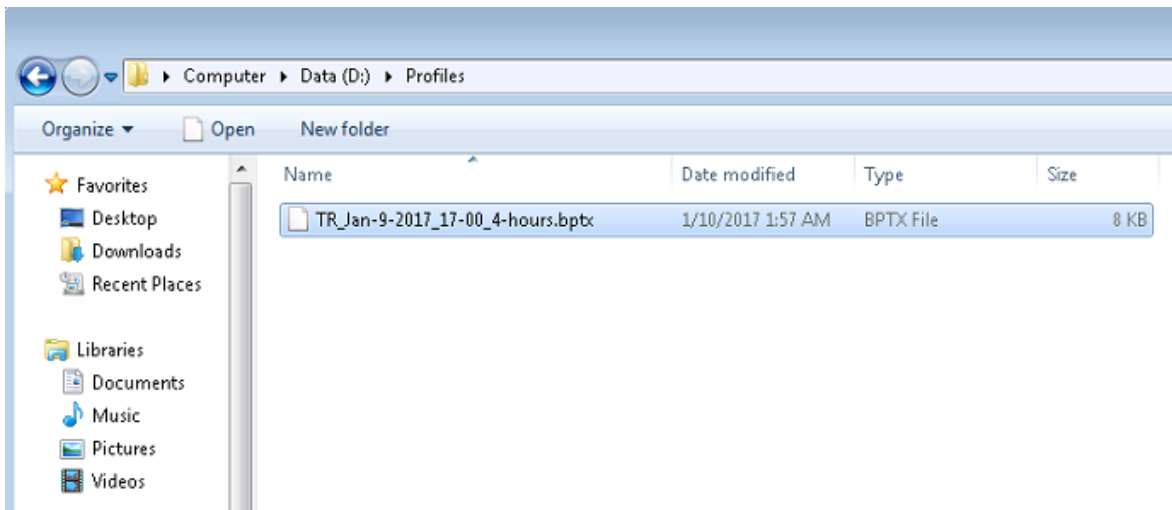 Computer Data (D:) Profiles
Organize Open New folder
Favorites
Desktop
Downloads
Recent Places
Libraries
Documents
Music
Pictures
Videos
Name Date modified Type Size
TR_Jan-9-2017_17-00_4-hours.bptx 1/10/2017 1:57 AM BPTX File 8 KB